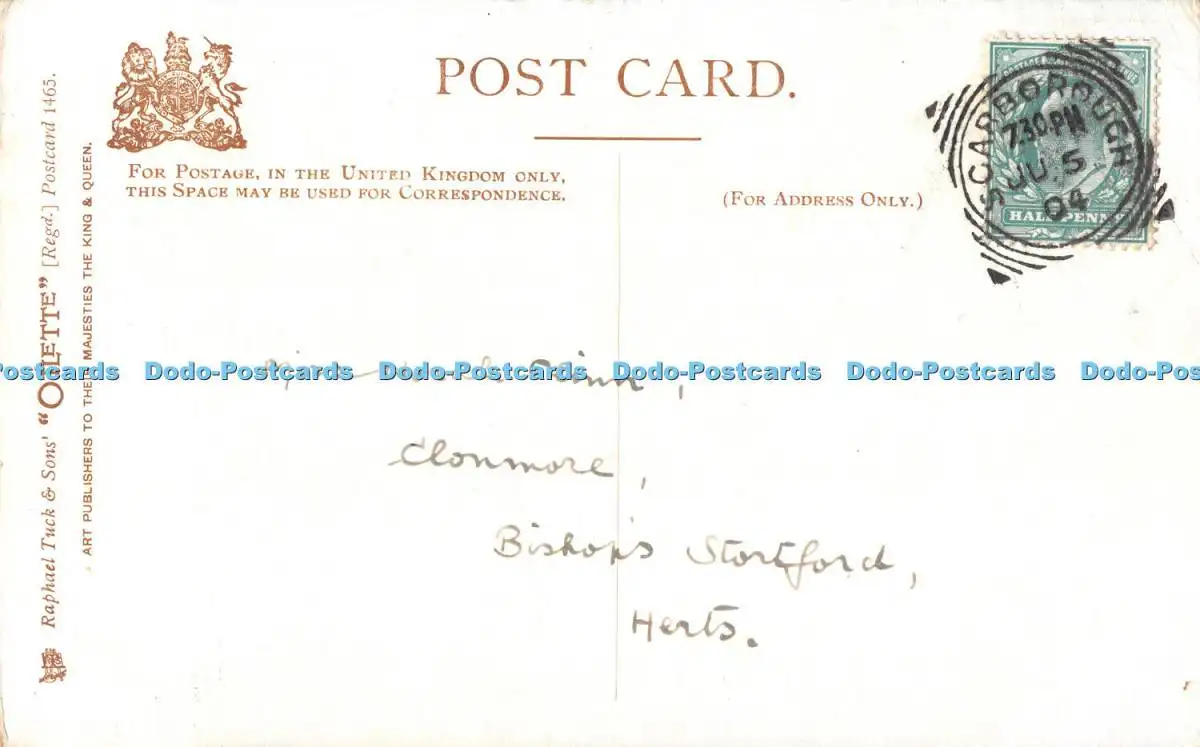 POST CARD.
FOR POSTAGE, IN THE UNITED KINGDOM ONLY,
THIS SPACE MAY BE USED FOR CORRESPONDENCE.
(FOR ADDRESS ONLY.)
SCARBOROUGH
7.30 PM
JU. 5
04
HALFPENNY
Raphael Tuck & Sons' "OILETTE" [Regd.] Postcard 1465.
ART PUBLISHERS TO THEIR MAJESTIES THE KING & QUEEN.
Dodo-Postcards Dodo-Postcards Dodo-Postcards Dodo-Postcards
Clonmore,
Bishop's Stortford,
Herts.